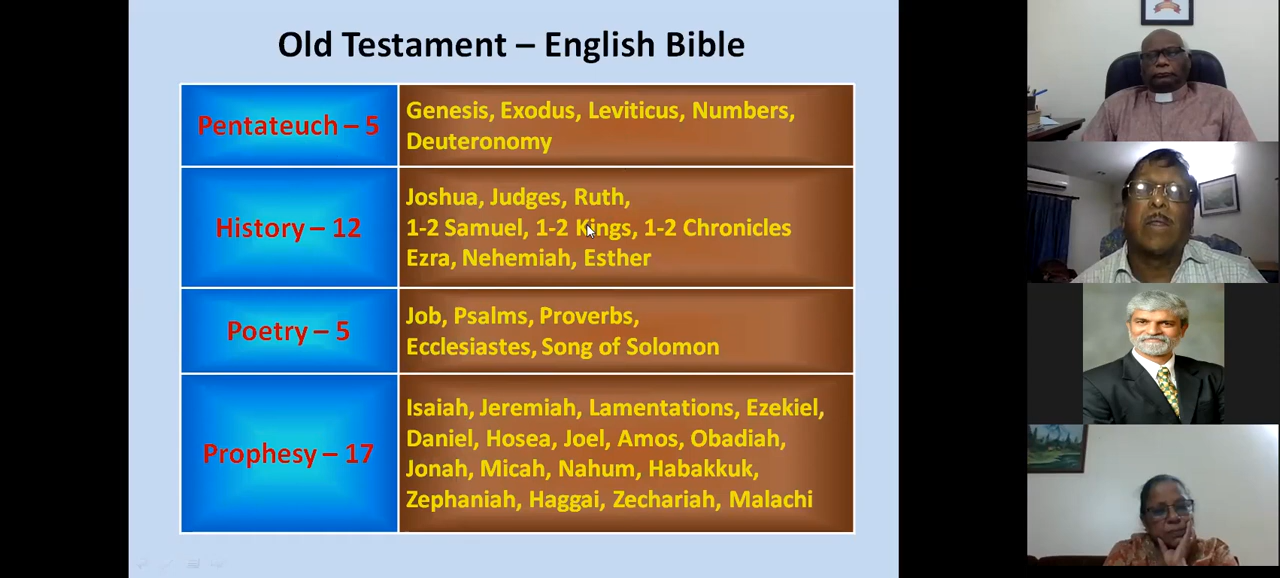 Old Testament – English Bible
Pentateuch – 5
Genesis, Exodus, Leviticus, Numbers,
Deuteronomy
History – 12
Joshua, Judges, Ruth,
1-2 Samuel, 1-2 Kings, 1-2 Chronicles
Ezra, Nehemiah, Esther
Poetry – 5
Job, Psalms, Proverbs,
Ecclesiastes, Song of Solomon
Prophesy – 17
Isaiah, Jeremiah, Lamentations, Ezekiel,
Daniel, Hosea, Joel, Amos, Obadiah,
Jonah, Micah, Nahum, Habakkuk,
Zephaniah, Haggai, Zechariah, Malachi